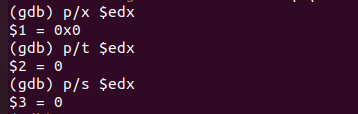 (gdb) p/x $edx
$1 = 0x0
(gdb) p/t $edx
$2 = 0
(gdb) p/s $edx
$3 = 0